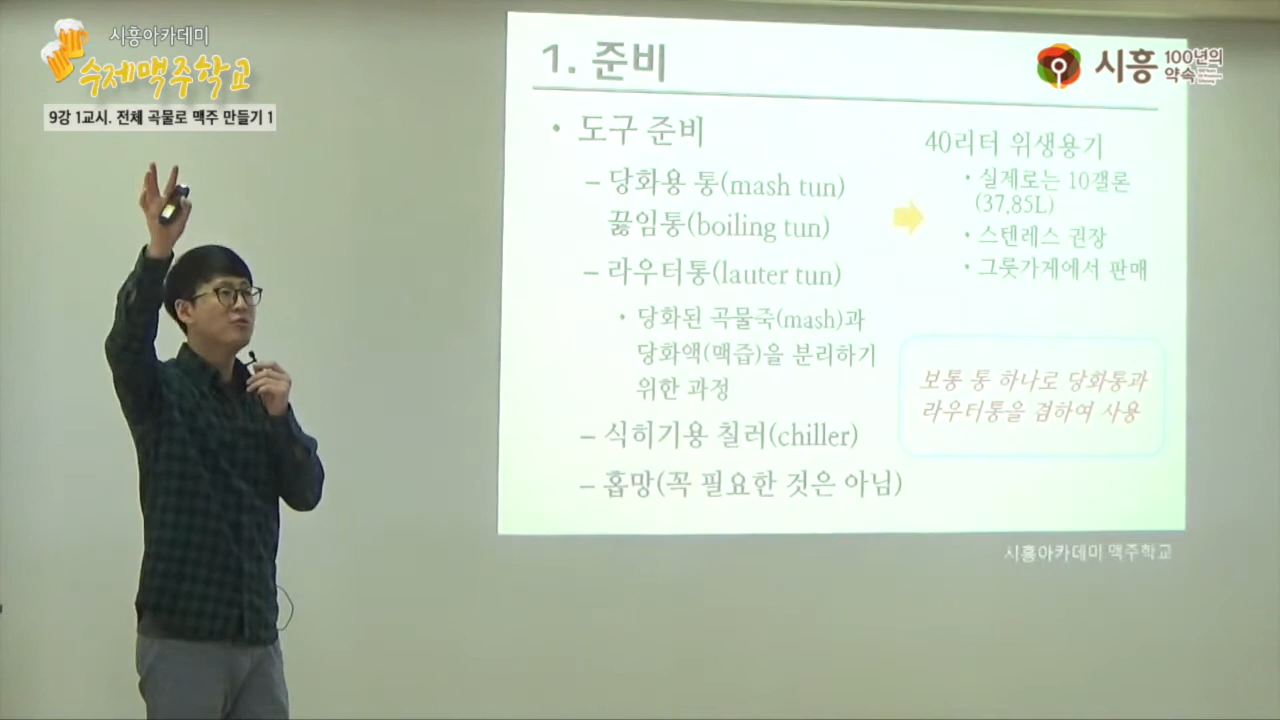 시흥아카데미
수제맥주학교
9강 1교시. 전체 곡물로 맥주 만들기 1
시흥 100년의
약속
1. 준비
• 도구 준비
– 당화용 통(mash tun)
끓임통(boiling tun)
– 라우터통(lauter tun)
• 당화된 곡물죽(mash)과
당화액(맥즙)을 분리하기
위한 과정
– 식히기용 칠러(chiller)
– 홉망(꼭 필요한 것은 아님)
40리터 위생용기
• 실제로는 10갤론
(37.85L)
• 스텐레스 권장
• 그릇가게에서 판매
보통 통 하나로 당화통과
라우터통을 겸하여 사용
시흥아카데미 맥주학교